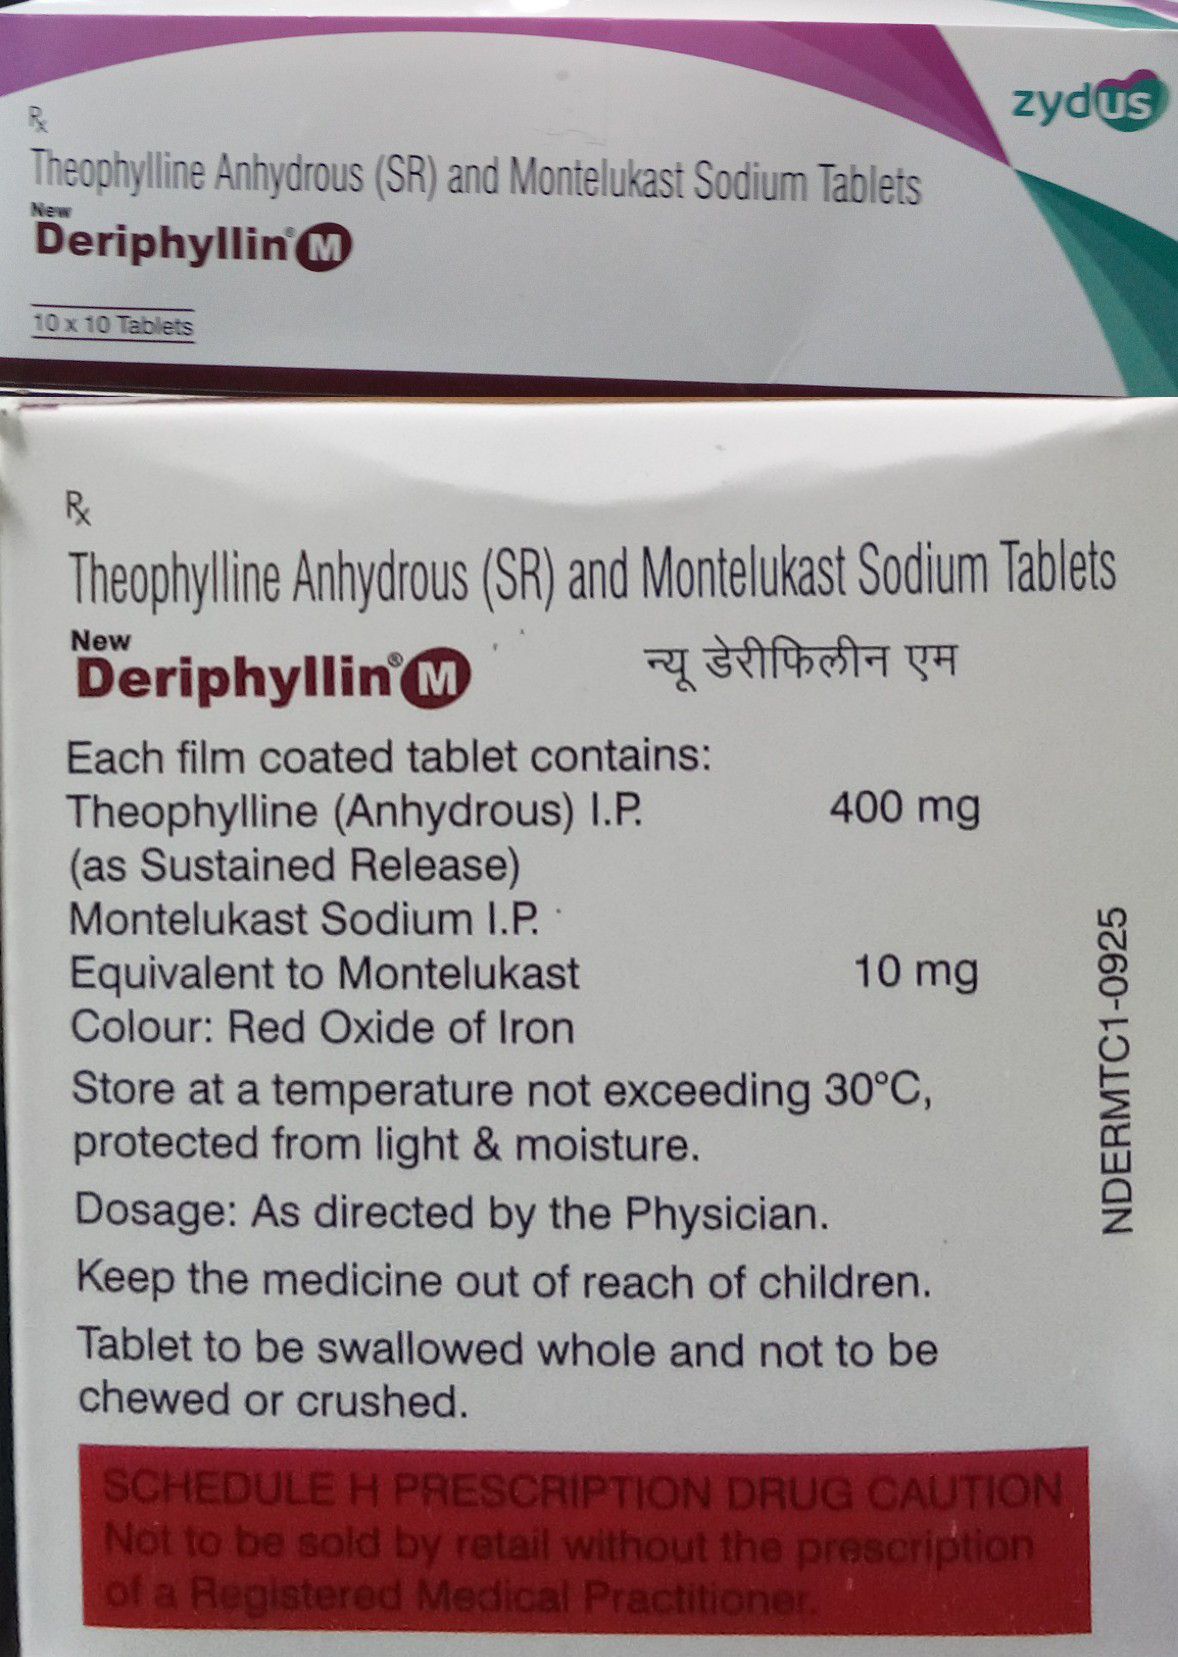 zydus
Rx
Theophylline Anhydrous (SR) and Montelukast Sodium Tablets
New
Deriphyllin® M
10 x 10 Tablets
Rx
Theophylline Anhydrous (SR) and Montelukast Sodium Tablets
New
Deriphyllin® M न्यू डेरीफिलीन एम
Each film coated tablet contains:
Theophylline (Anhydrous) I.P. 400 mg
(as Sustained Release)
Montelukast Sodium I.P.
Equivalent to Montelukast 10 mg
Colour: Red Oxide of Iron
Store at a temperature not exceeding 30°C,
protected from light & moisture.
Dosage: As directed by the Physician.
Keep the medicine out of reach of children.
Tablet to be swallowed whole and not to be
chewed or crushed.
NDERMTC1-0925
SCHEDULE H PRESCRIPTION DRUG CAUTION
Not to be sold by retail without the prescription
of a Registered Medical Practitioner.